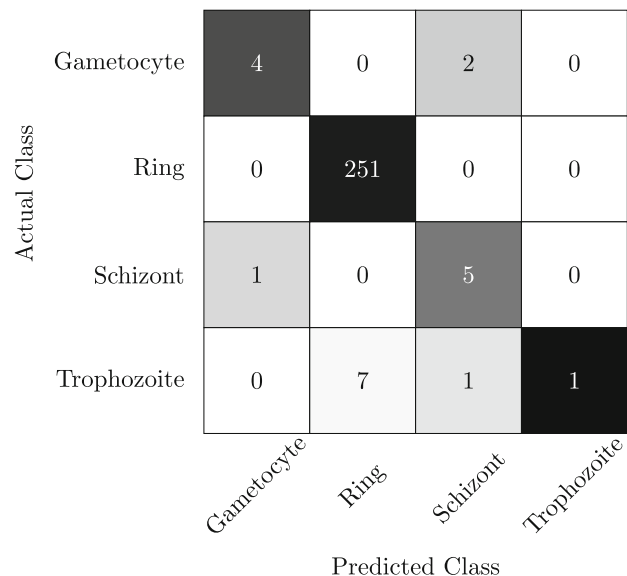 Actual Class
Gametocyte 4 0 2 0
Ring 0 251 0 0
Schizont 1 0 5 0
Trophozoite 0 7 1 1
Gametocyte Ring Schizont Trophozoite
Predicted Class